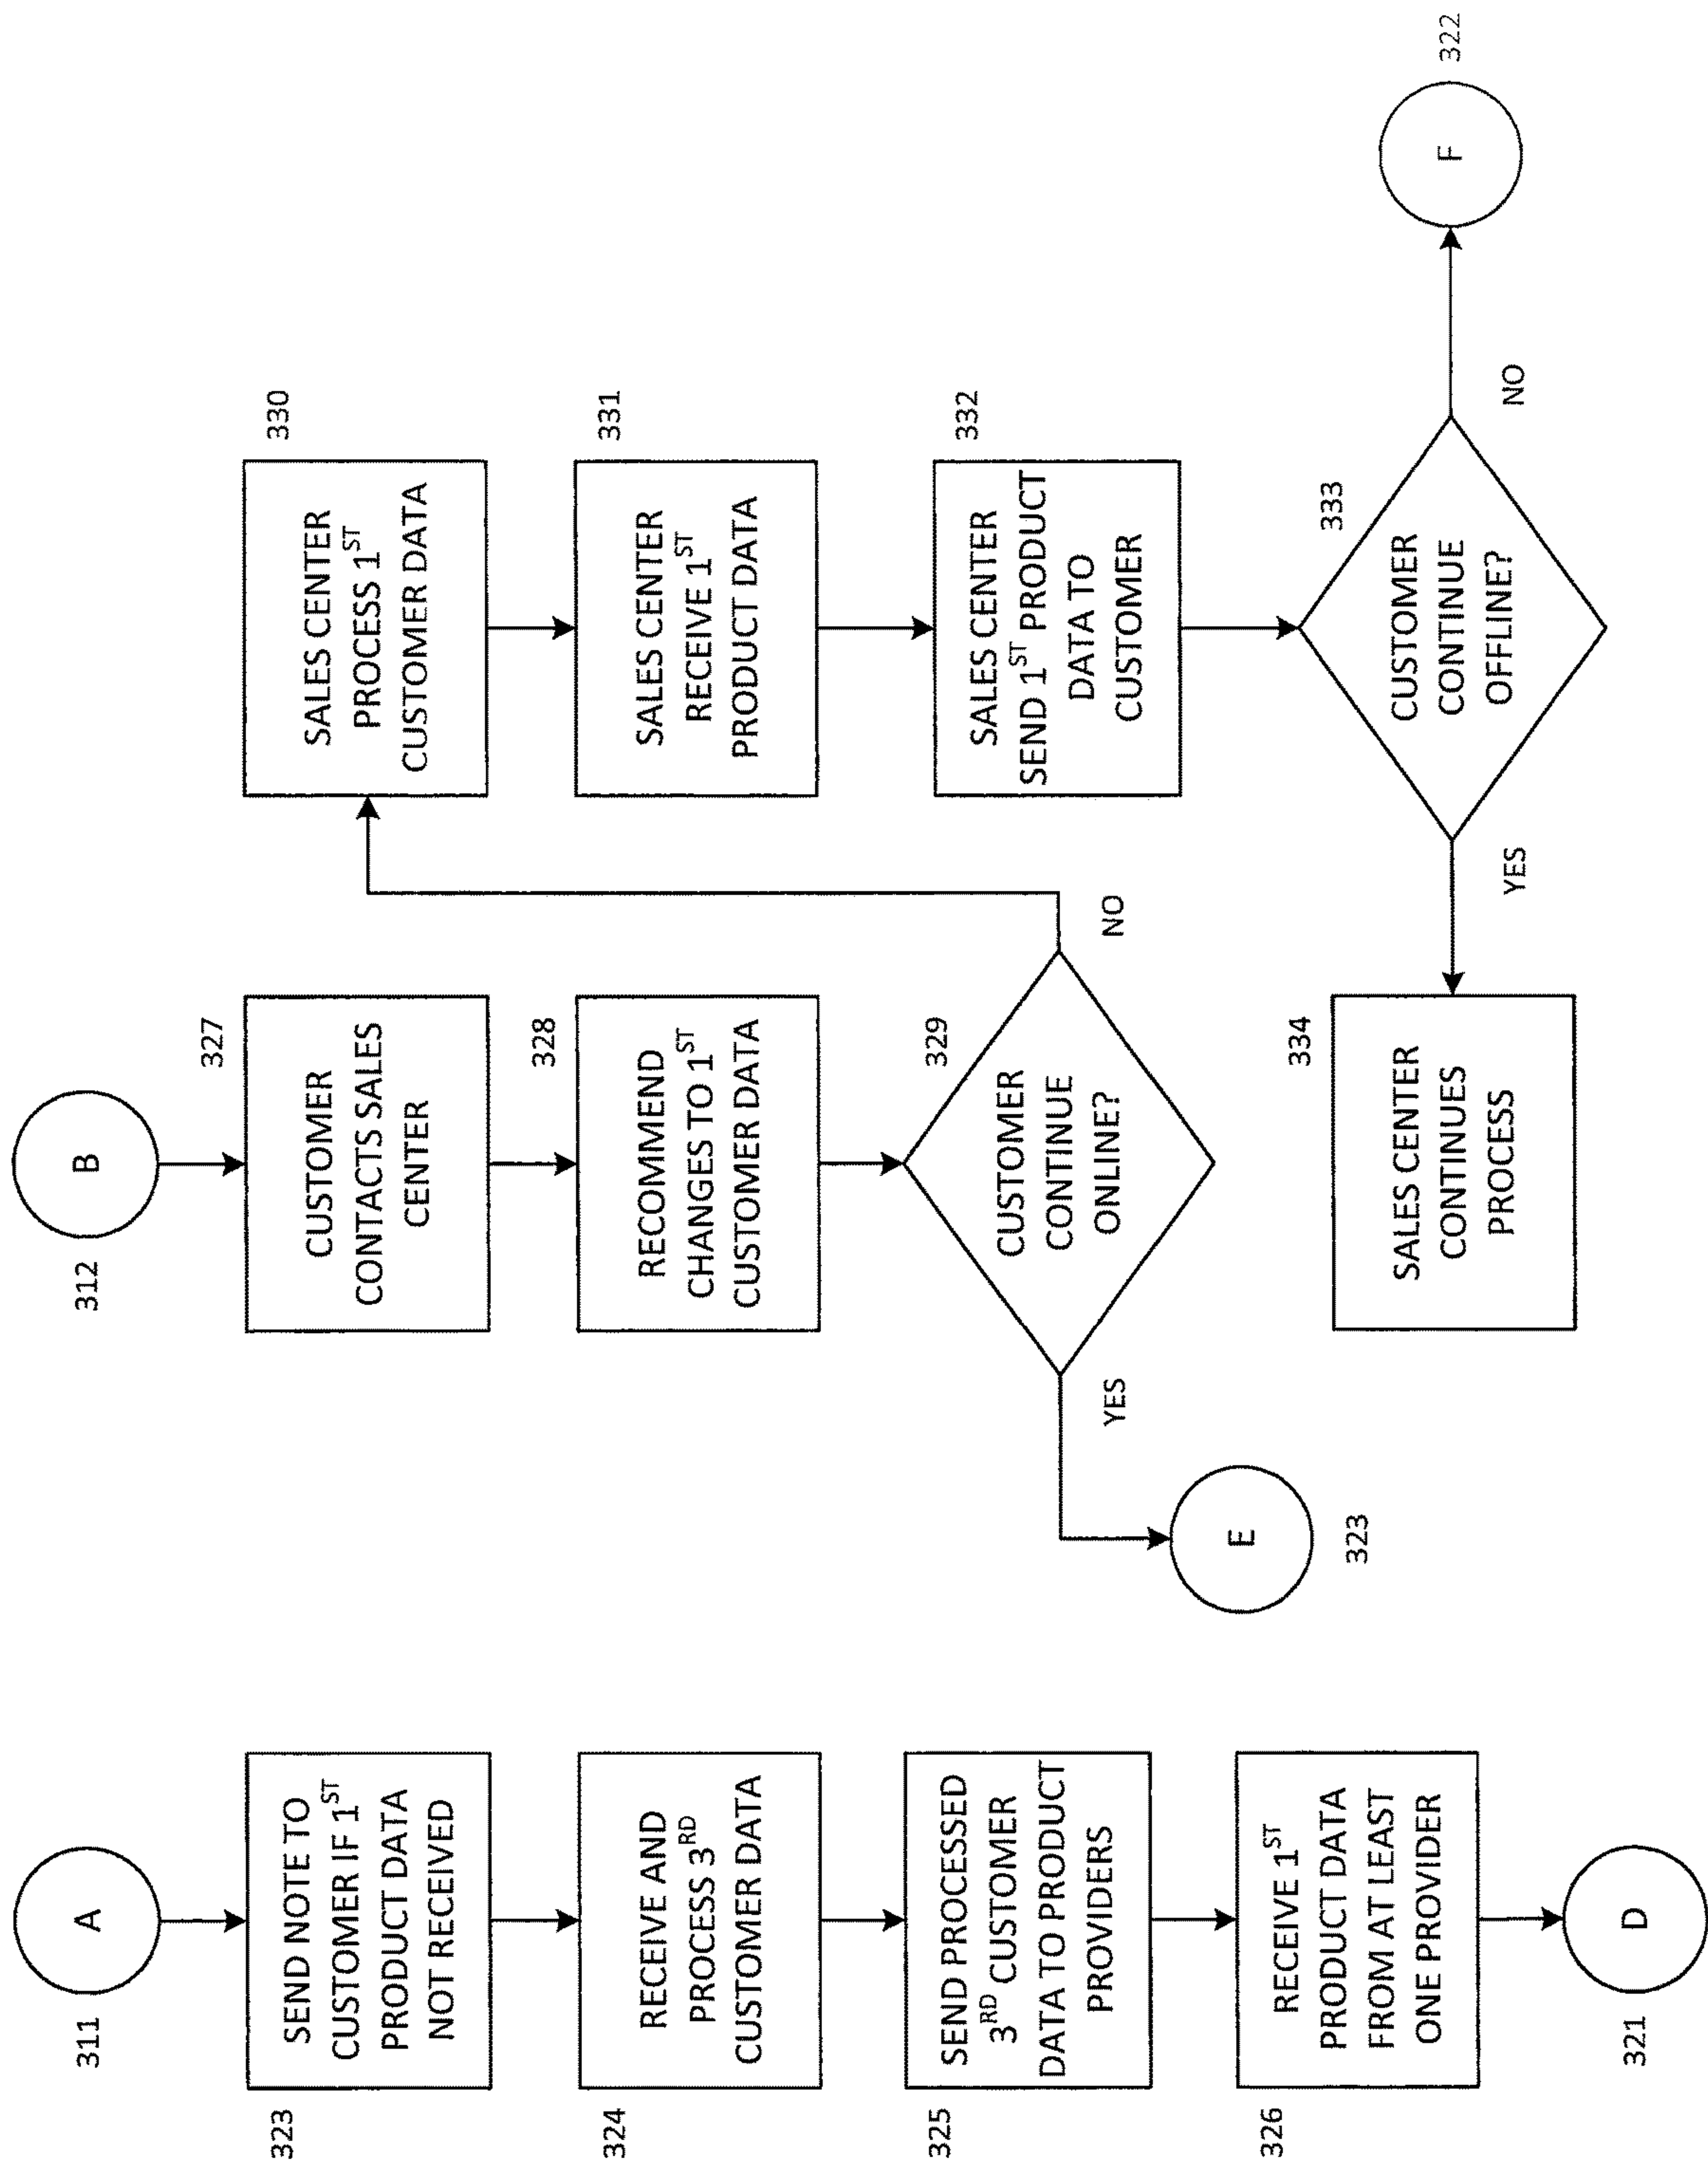 A
311
323
SEND NOTE TO
CUSTOMER IF 1ST
PRODUCT DATA
NOT RECEIVED
324
RECEIVE AND
PROCESS 3RD
CUSTOMER DATA
325
SEND PROCESSED
3RD CUSTOMER
DATA TO PRODUCT
PROVIDERS
326
RECEIVE 1ST
PRODUCT DATA
FROM AT LEAST
ONE PROVIDER
D
321
B
312
327
CUSTOMER
CONTACTS SALES
CENTER
328
RECOMMEND
CHANGES TO 1ST
CUSTOMER DATA
329
CUSTOMER
CONTINUE
ONLINE?
YES
NO
E
323
330
SALES CENTER
PROCESS 1ST
CUSTOMER DATA
331
SALES CENTER
RECEIVE 1ST
PRODUCT DATA
332
SALES CENTER
SEND 1ST PRODUCT
DATA TO
CUSTOMER
333
CUSTOMER
CONTINUE
OFFLINE?
YES
NO
334
SALES CENTER
CONTINUES
PROCESS
F
322